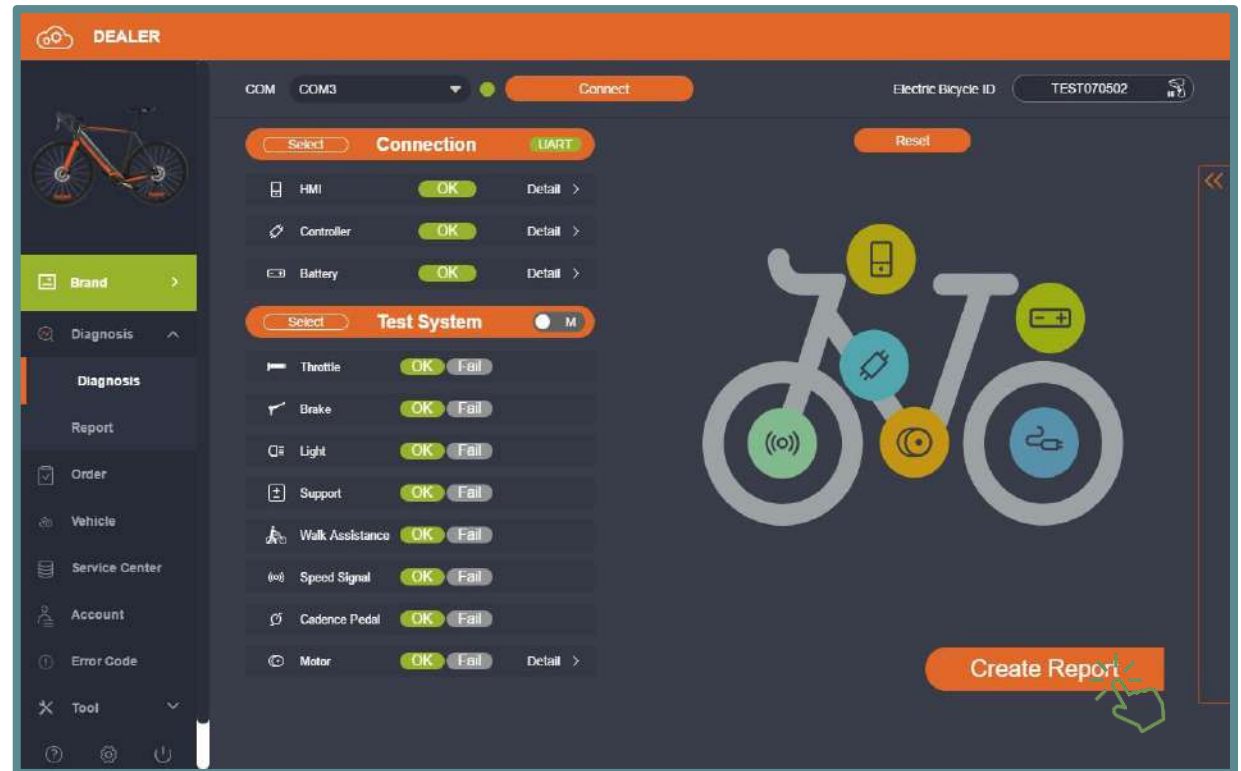 DEALER
COM COM3 Connect Electric Bicycle ID TEST070502
Select Connection UART
Reset
HMI OK Detail >
Controller OK Detail >
Battery OK Detail >
Select Test System M
Throttle OK Fail
Brake OK Fail
Light OK Fail
Support OK Fail
Walk Assistance OK Fail
Speed Signal OK Fail
Cadence Pedal OK Fail
Motor OK Fail Detail >
Brand >
Diagnosis
Diagnosis
Report
Order
Vehicle
Service Center
Account
Error Code
Tool
Create Report